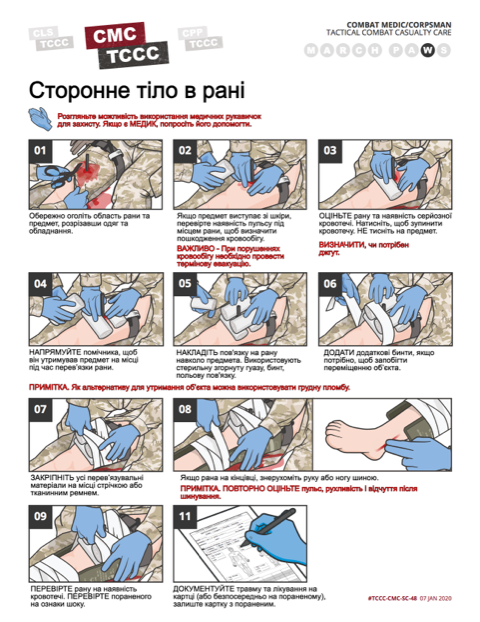 CLS
TCCC
CMC
TCCC
CPP
TCCC
COMBAT MEDIC/CORPSMAN
TACTICAL COMBAT CASUALTY CARE
M A R C H P A W S
Стороннє тіло в рані
Розгляньте можливість використання медичних рукавичок
для захисту. Якщо є МЕДИК, попросіть його допомогти.
01
Обережно оголіть область рани та
предмет, розрізавши одяг та
обладнання.
02
Якщо предмет виступає зі шкіри,
перевірте наявність пульсу під
місцем рани, щоб визначити
пошкодження кровообігу.
ВАЖЛИВО - При порушеннях
кровообігу необхідно провести
термінову евакуацію.
03
ОЦІНЬТЕ рану та наявність серйозної
кровотечі. Натисніть, щоб зупинити
кровотечу. НЕ тисніть на предмет.
ВИЗНАЧИТИ, чи потрібен
джгут.
04
НАПРЯМУЙТЕ помічника, щоб
він утримував предмет на місці
під час перев'язки рани.
05
НАКЛАДІТЬ пов'язку на рану
навколо предмета. Використовують
стерильну згорнуту гуазу, бинт,
польову пов'язку.
06
ДОДАТИ додаткові бинти, якщо
потрібно, щоб запобігти
переміщенню об'єкта.
ПРИМІТКА. Як альтернативу для утримання об'єкта можна використовувати грудну пломбу.
07
ЗАКРІПНІТЬ усі перев'язувальні
матеріали на місці стрічкою або
тканинним ремнем.
08
Якщо рана на кінцівці, знерухоміть руку або ногу шиною.
ПРИМІТКА. ПОВТОРНО ОЦІНЬТЕ пульс, рухливість і відчуття після
шинування.
09
ПЕРЕВІРТЕ рану на наявність
кровотечі. ПЕРЕВІРТЕ пораненого
на ознаки шоку.
11
ДОКУМЕНТУЙТЕ травму та лікування на
картці (або безпосередньо на пораненому),
залиште картку з пораненим.
#TCCC-CMC-SC-48 07 JAN 2020